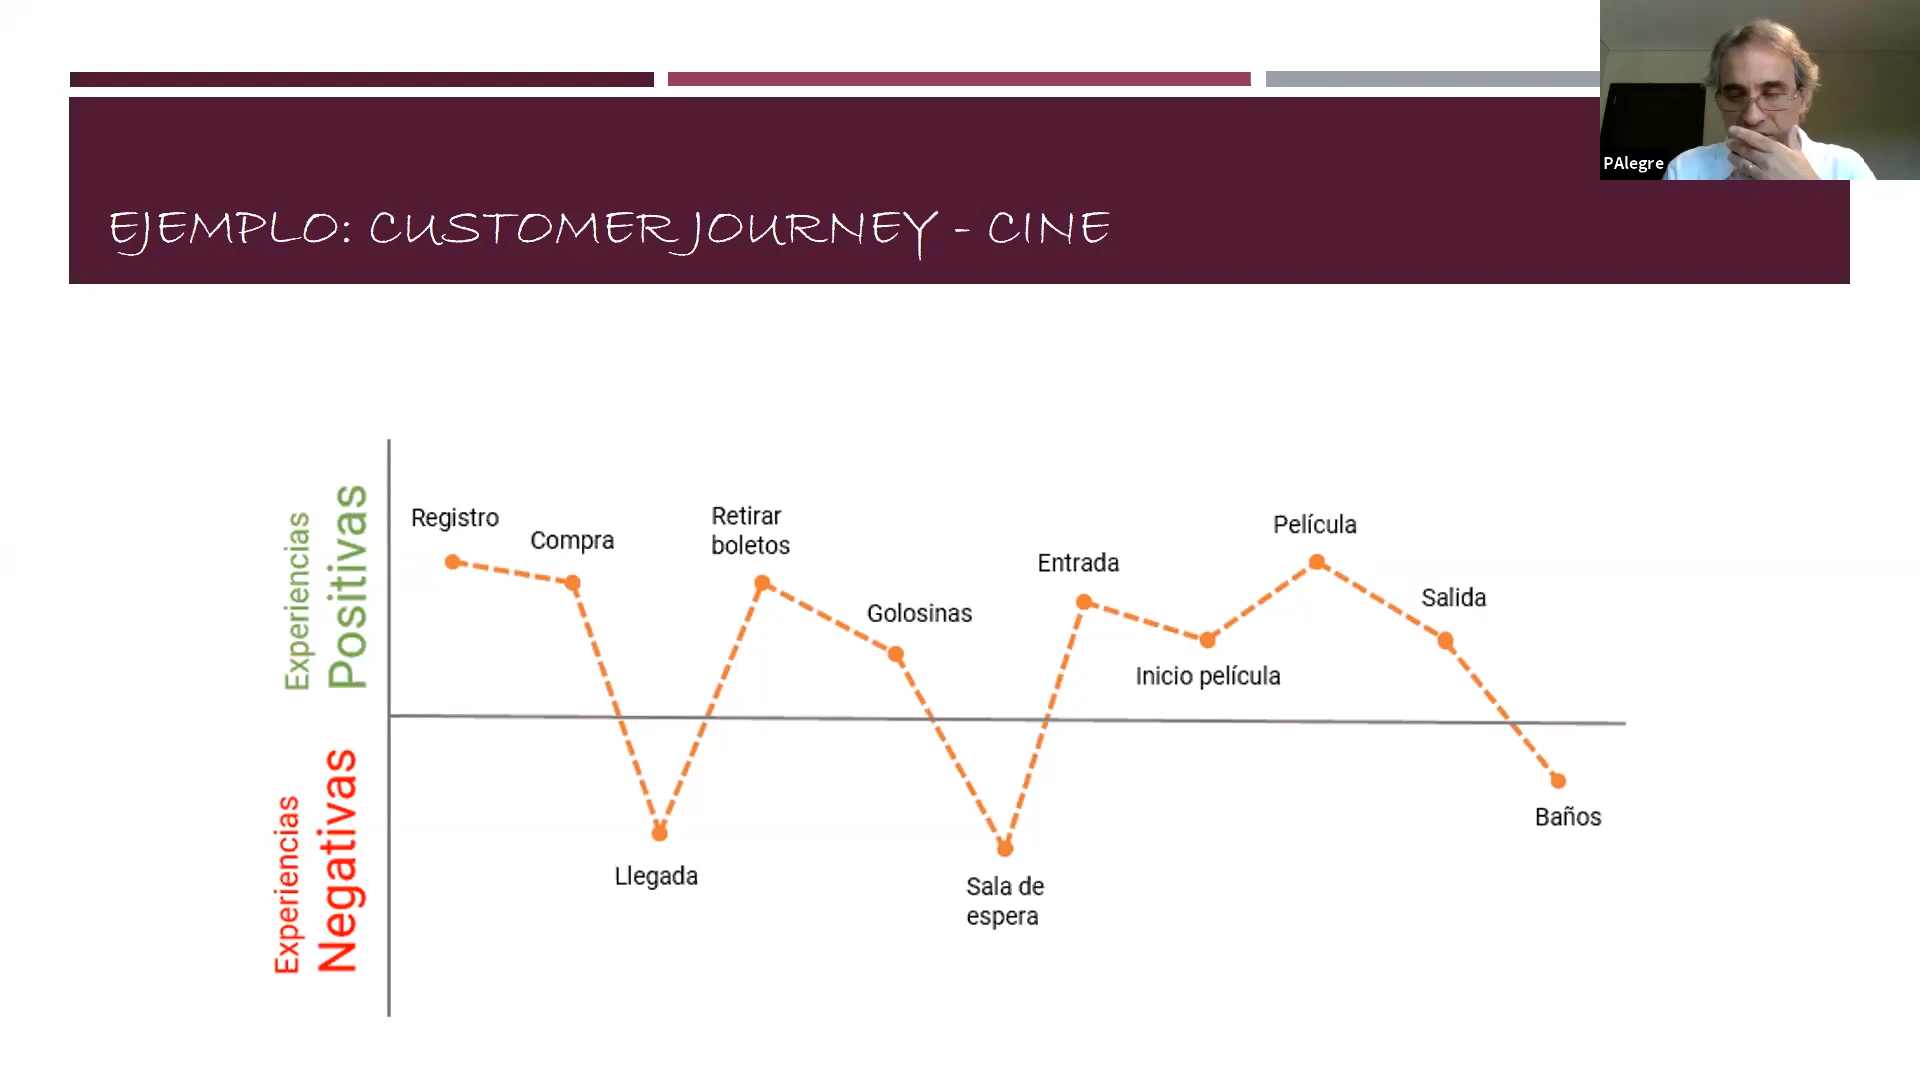 PAlegre
EJEMPLO: CUSTOMER JOURNEY - CINE
Experiencias
Positivas
Experiencias
Negativas
Registro
Compra
Llegada
Retirar
boletos
Golosinas
Sala de
espera
Entrada
Inicio película
Película
Salida
Baños